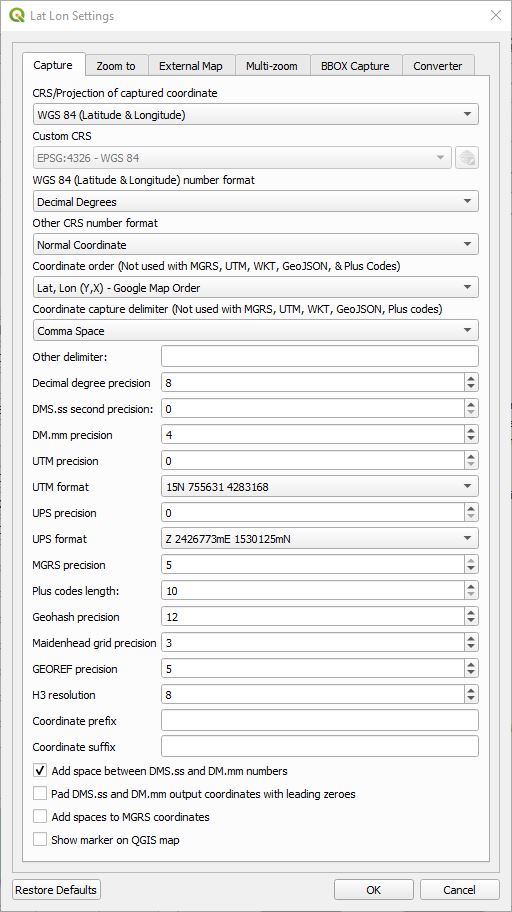 Lat Lon Settings
Capture
Zoom to
External Map
Multi-zoom
BBOX Capture
Converter
CRS/Projection of captured coordinate
WGS 84 (Latitude & Longitude)
Custom CRS
EPSG:4326 - WGS 84
WGS 84 (Latitude & Longitude) number format
Decimal Degrees
Other CRS number format
Normal Coordinate
Coordinate order (Not used with MGRS, UTM, WKT, GeoJSON, & Plus Codes)
Lat, Lon (Y,X) - Google Map Order
Coordinate capture delimiter (Not used with MGRS, UTM, WKT, GeoJSON, Plus codes)
Comma Space
Other delimiter:
Decimal degree precision 8
DMS.ss second precision: 0
DM.mm precision 4
UTM precision 0
UTM format 15N 755631 4283168
UPS precision 0
UPS format Z 2426773mE 1530125mN
MGRS precision 5
Plus codes length: 10
Geohash precision 12
Maidenhead grid precision 3
GEOREF precision 5
H3 resolution 8
Coordinate prefix
Coordinate suffix
Add space between DMS.ss and DM.mm numbers
Pad DMS.ss and DM.mm output coordinates with leading zeroes
Add spaces to MGRS coordinates
Show marker on QGIS map
Restore Defaults
OK
Cancel